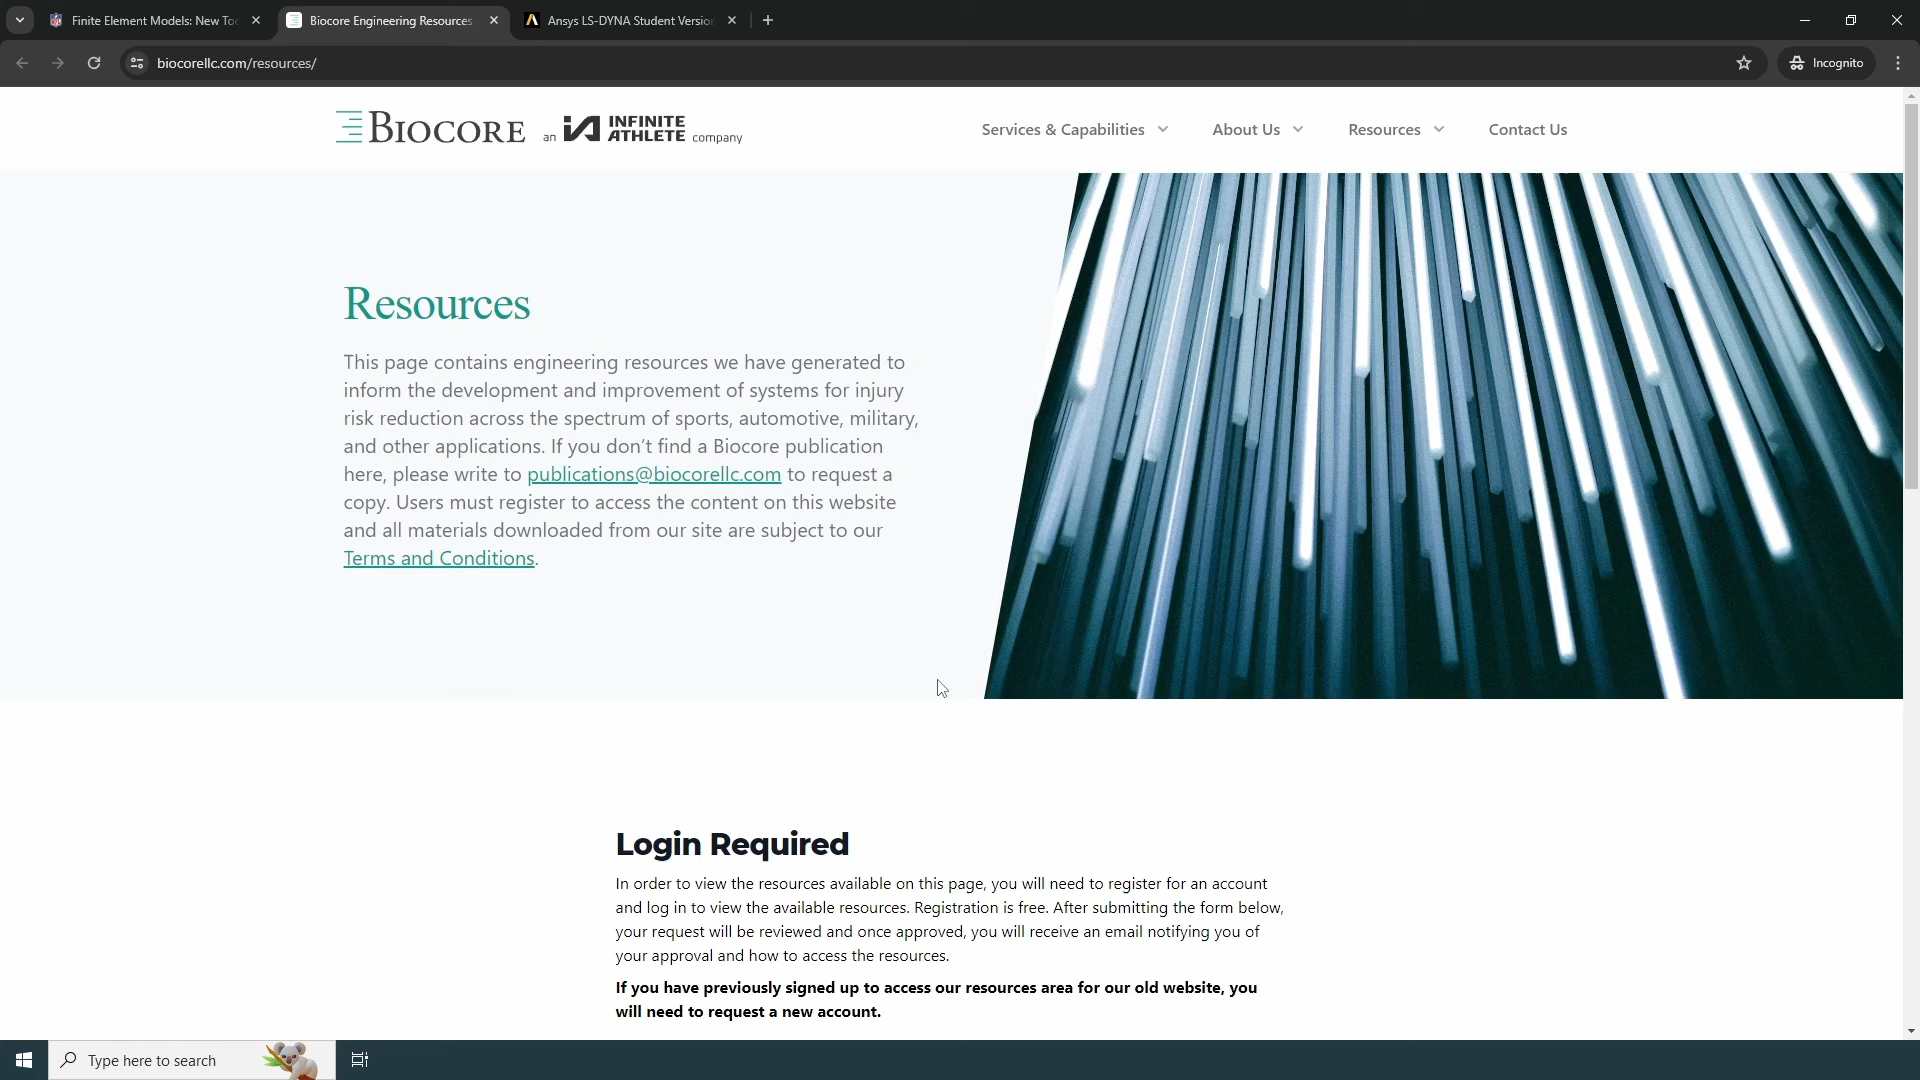 Finite Element Models: New Too
Biocore Engineering Resources
Ansys LS-DYNA Student Version
biocorellc.com/resources/
Incognito
BIOCORE an INFINITE ATHLETE company
Services & Capabilities
About Us
Resources
Contact Us
Resources
This page contains engineering resources we have generated to
inform the development and improvement of systems for injury
risk reduction across the spectrum of sports, automotive, military,
and other applications. If you don’t find a Biocore publication
here, please write to publications@biocorellc.com to request a
copy. Users must register to access the content on this website
and all materials downloaded from our site are subject to our
Terms and Conditions.
Login Required
In order to view the resources available on this page, you will need to register for an account
and log in to view the available resources. Registration is free. After submitting the form below,
your request will be reviewed and once approved, you will receive an email notifying you of
your approval and how to access the resources.
If you have previously signed up to access our resources area for our old website, you
will need to request a new account.
Type here to search